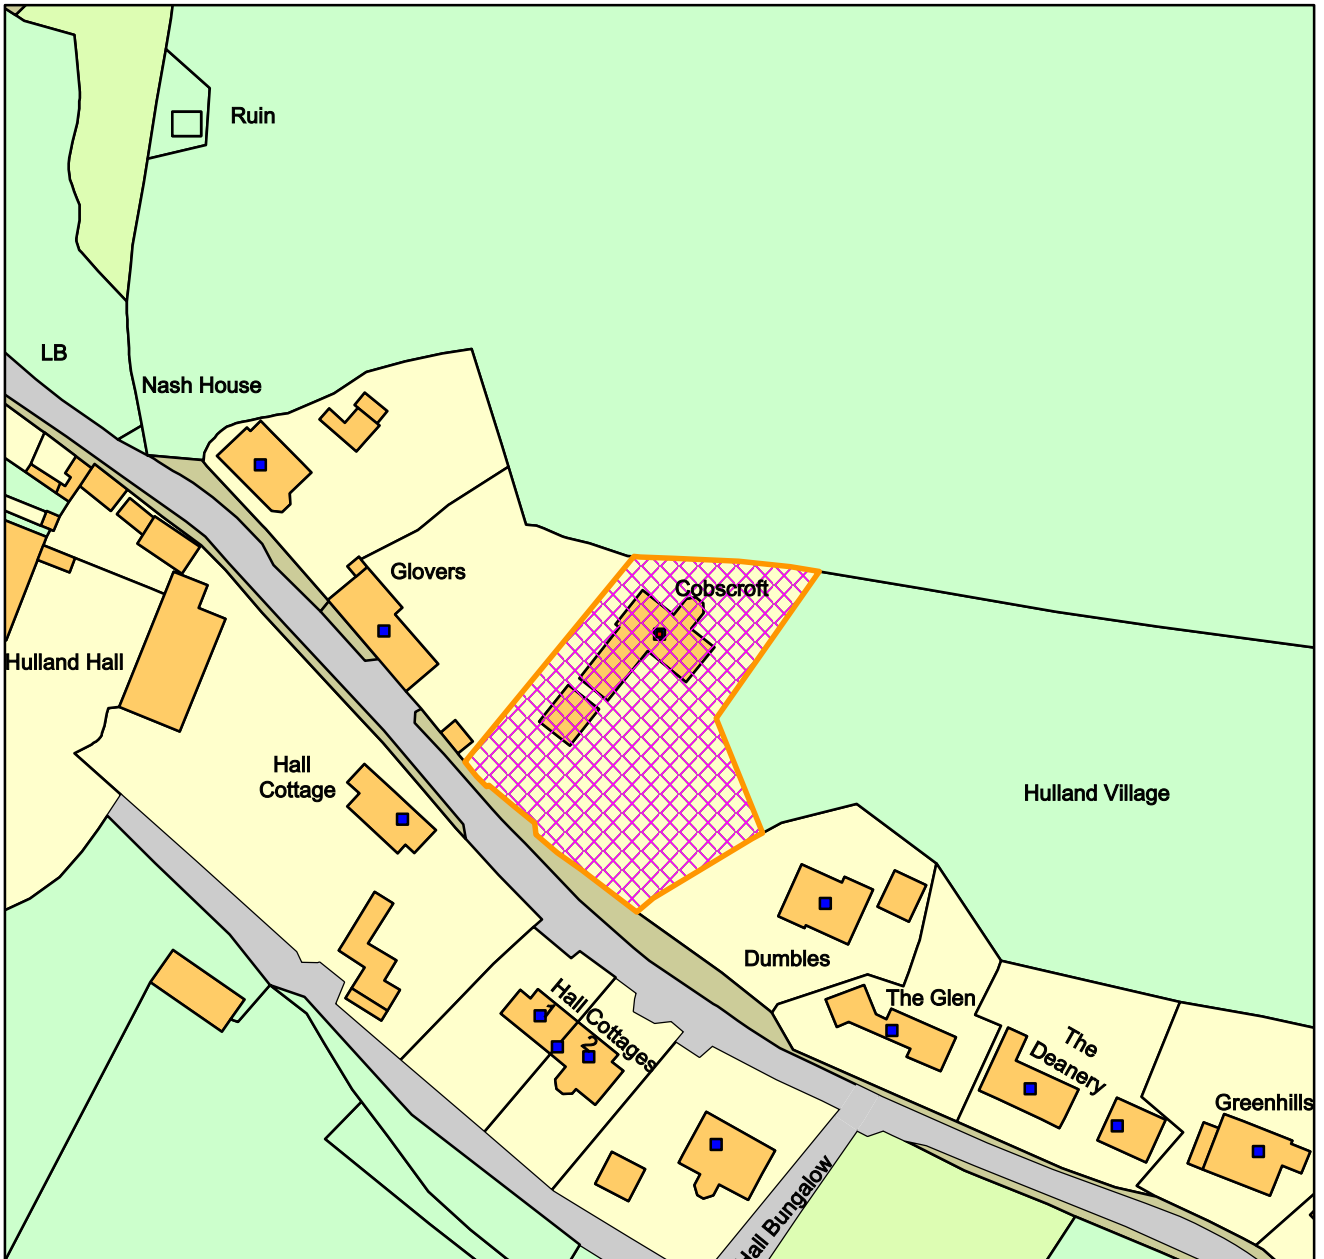 Ruin
LB
Nash House
Glovers
Cobscroft
Hulland Hall
Hall
Cottage
Hulland Village
Dumbles
The Glen
Hall Cottages
1
2
The
Deanery
Greenhills
Hall Bungalow